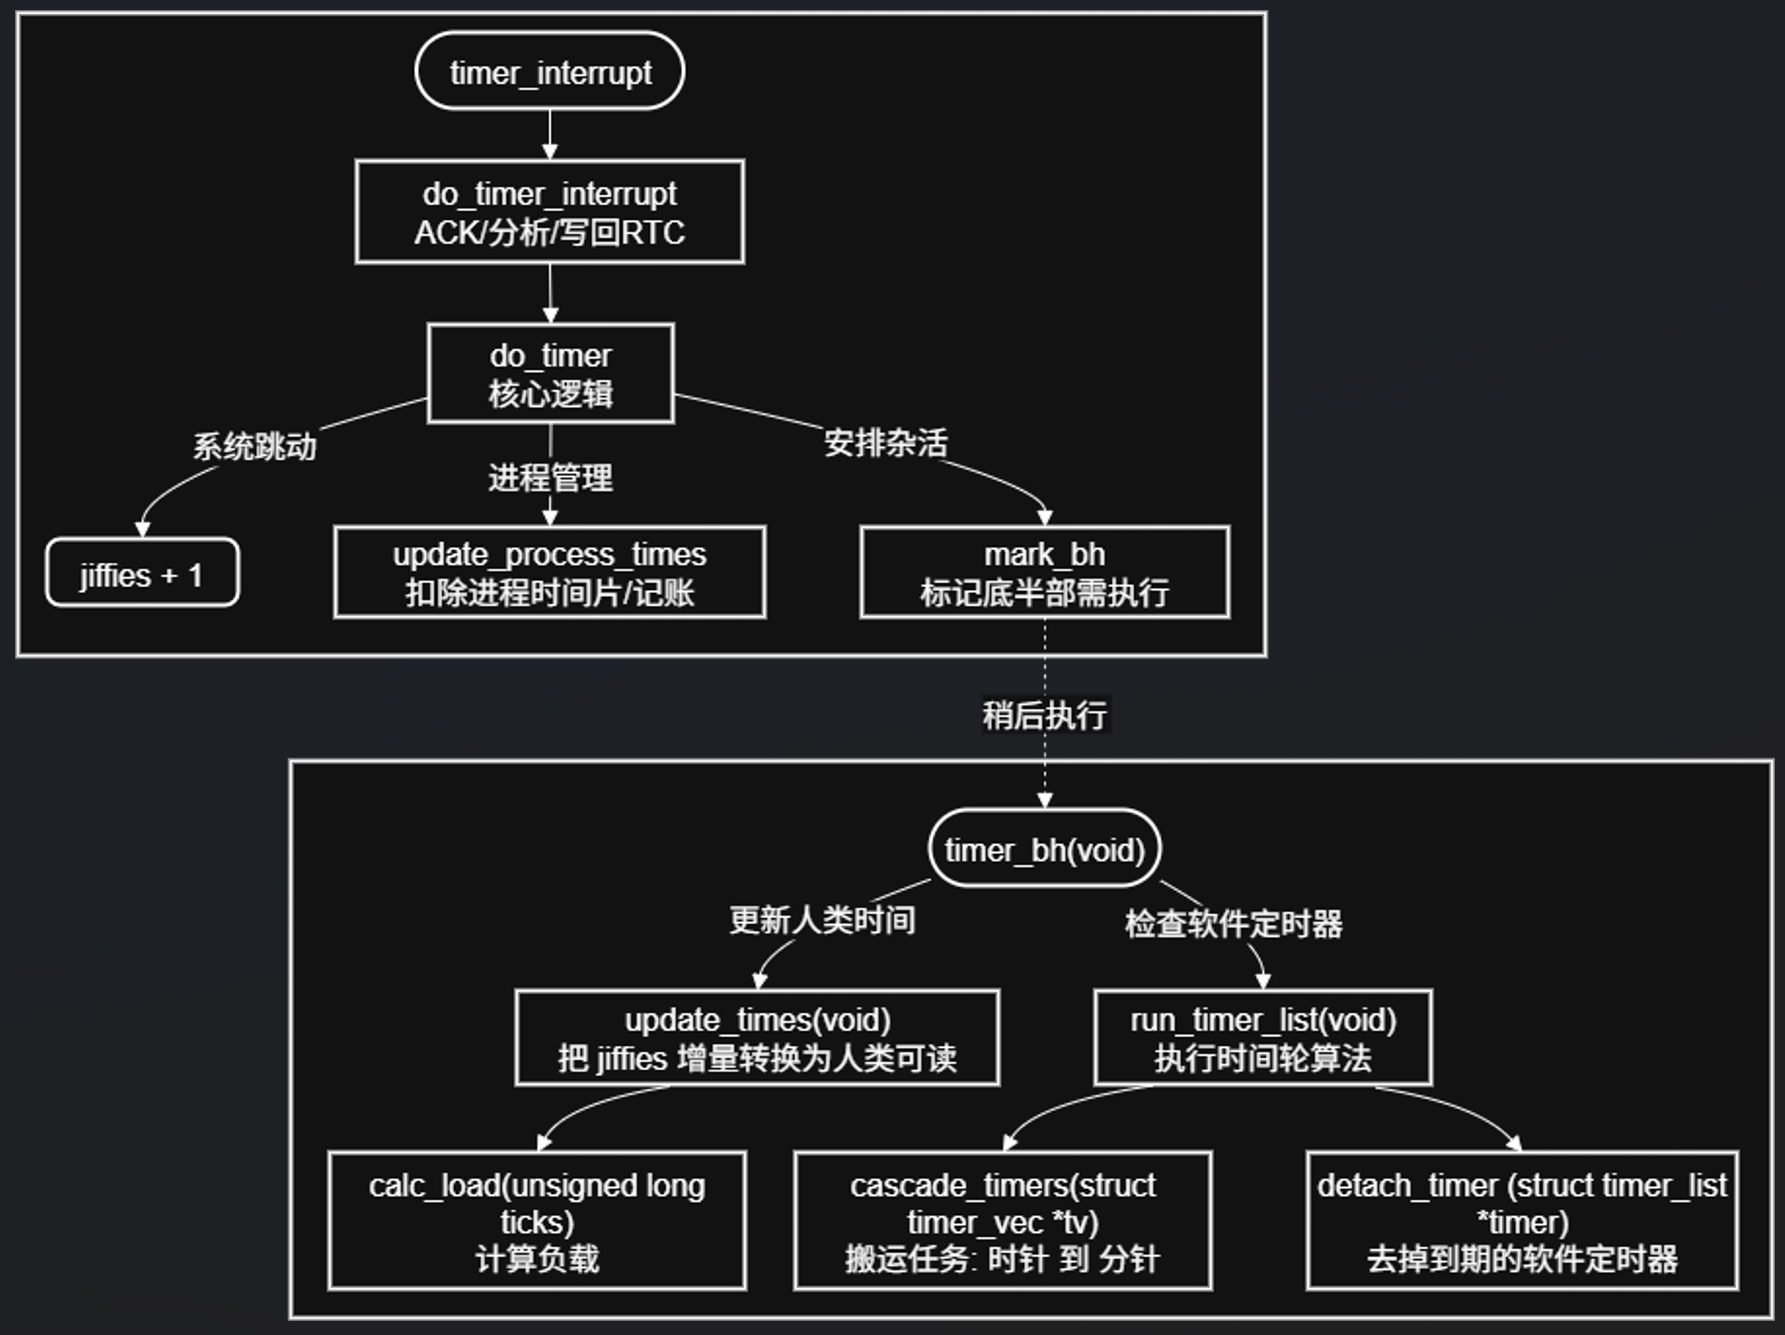 timer_interrupt
do_timer_interrupt
ACK/分析/写回RTC
do_timer
核心逻辑
系统跳动
进程管理
安排杂活
jiffies + 1
update_process_times
扣除进程时间片/记账
mark_bh
标记底半部需执行
稍后执行
timer_bh(void)
更新人类时间
检查软件定时器
update_times(void)
把 jiffies 增量转换为人类可读
run_timer_list(void)
执行时间轮算法
calc_load(unsigned long
ticks)
计算负载
cascade_timers(struct
timer_vec *tv)
搬运任务: 时针 到 分针
detach_timer (struct timer_list
*timer)
去掉到期的软件定时器